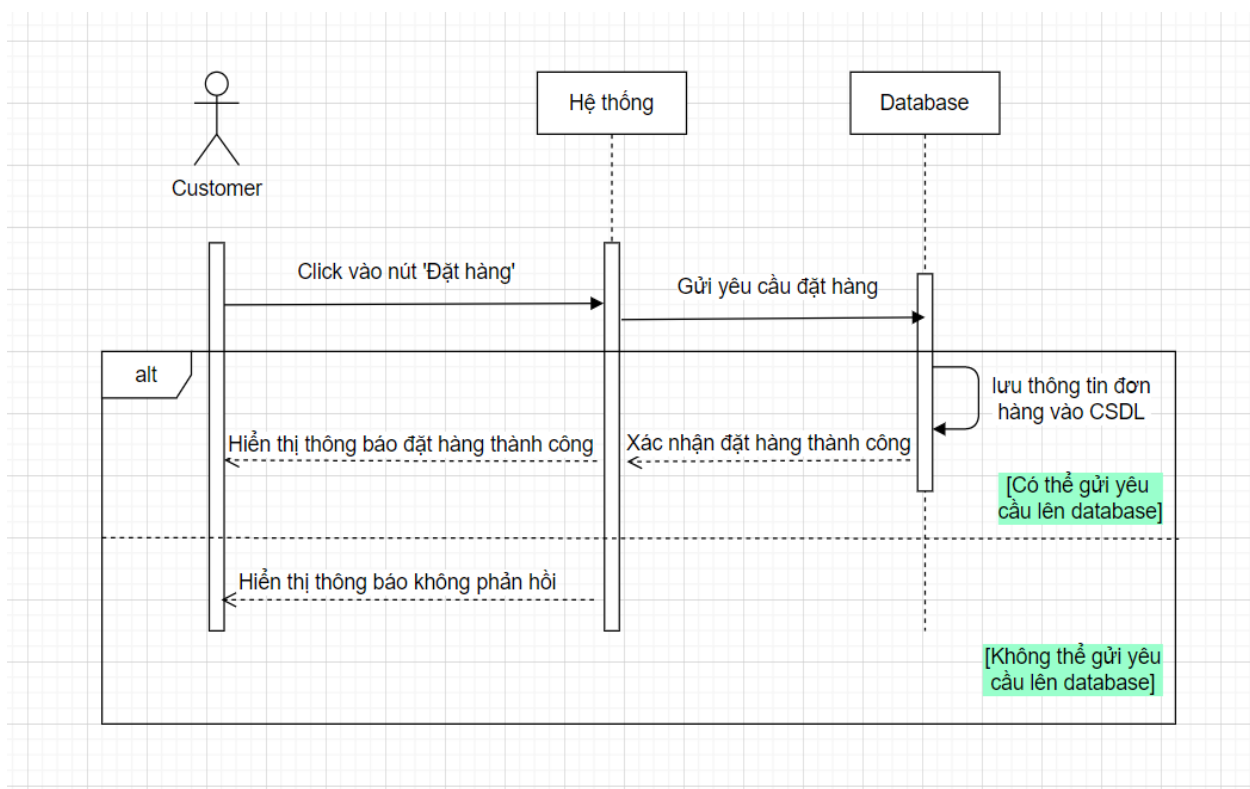 Hệ thống
Database
Customer
Click vào nút 'Đặt hàng'
Gửi yêu cầu đặt hàng
alt
lưu thông tin đơn
hàng vào CSDL
Hiển thị thông báo đặt hàng thành công
Xác nhận đặt hàng thành công
[Có thể gửi yêu
cầu lên database]
Hiển thị thông báo không phản hồi
[Không thể gửi yêu
cầu lên database]